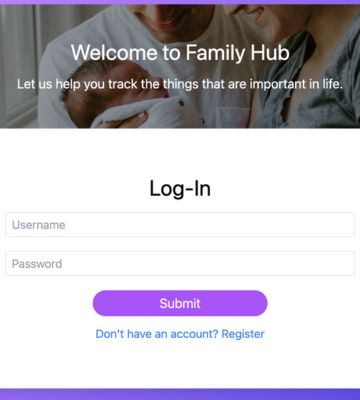 Welcome to Family Hub
Let us help you track the things that are important in life.
Log-In
Username
Password
Submit
Don't have an account? Register